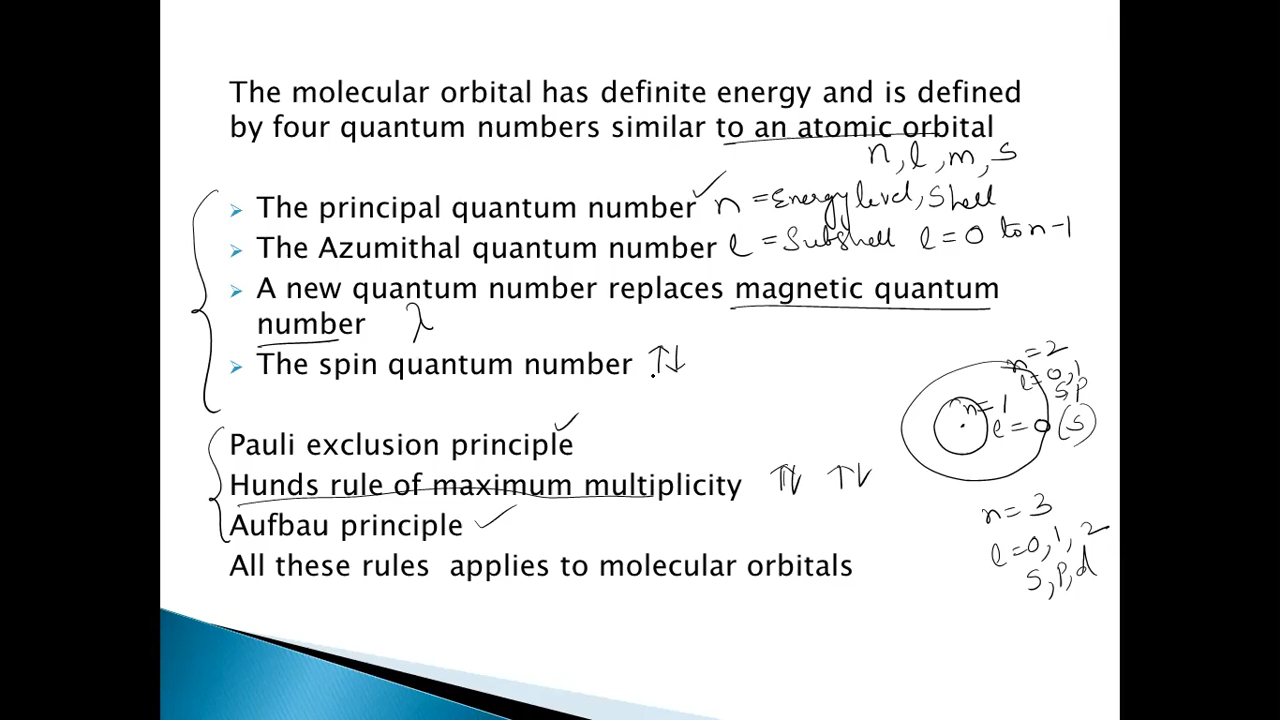 The molecular orbital has definite energy and is defined
by four quantum numbers similar to an atomic orbital
n, l, m, s
The principal quantum number n = Energy level, Shell
The Azumithal quantum number l = Subshell l = 0 to n-1
A new quantum number replaces magnetic quantum
number λ
The spin quantum number ↑↓
n = 2
l = 0, 1
s, p
n = 1
l = 0 (s)
Pauli exclusion principle
Hunds rule of maximum multiplicity ↑↓ ↑↓
n = 3
Aufbau principle
l = 0, 1, 2
All these rules applies to molecular orbitals
s, p, d